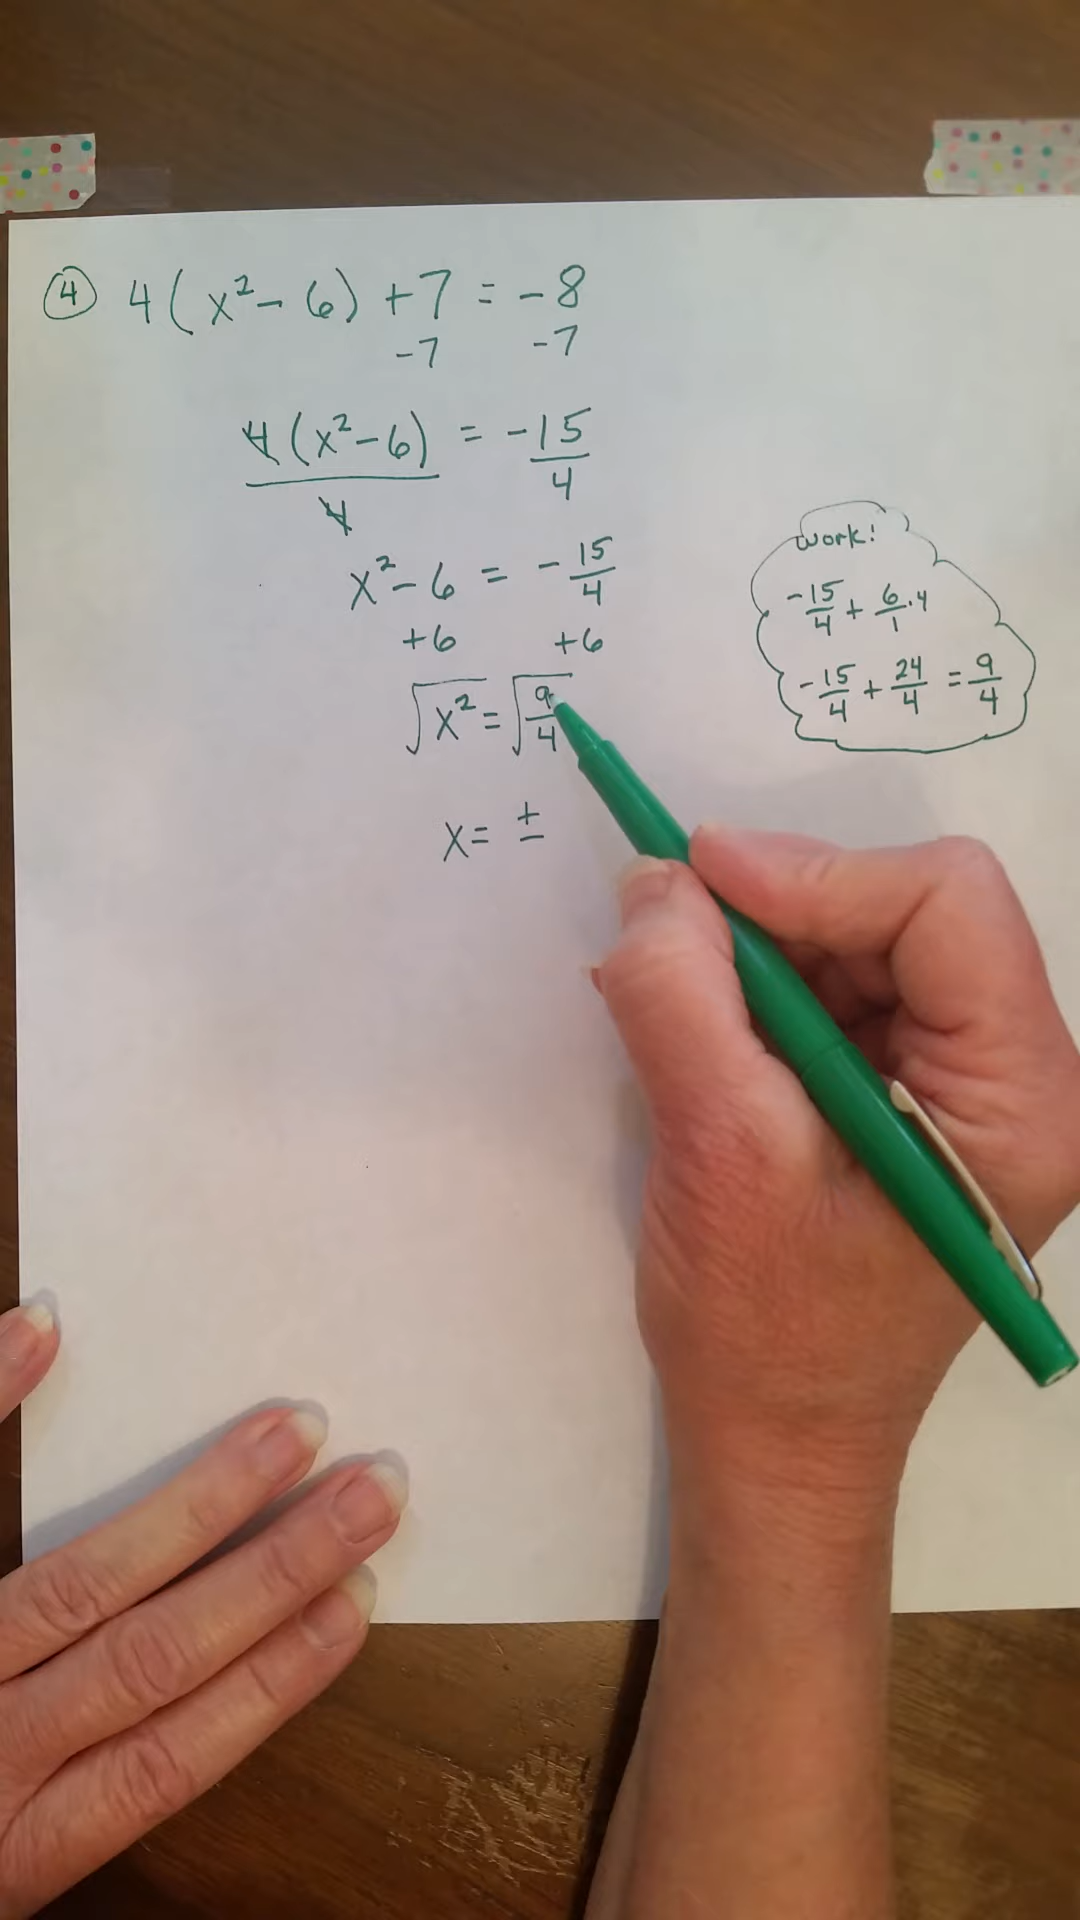 ④ 4(x² - 6) + 7 = -8
-7 -7
4(x² - 6) / 4 = -15/4
x² - 6 = -15/4
+6 +6
√x² = √9/4
x = ±
work!
-15/4 + 6/1 · 4
-15/4 + 24/4 = 9/4